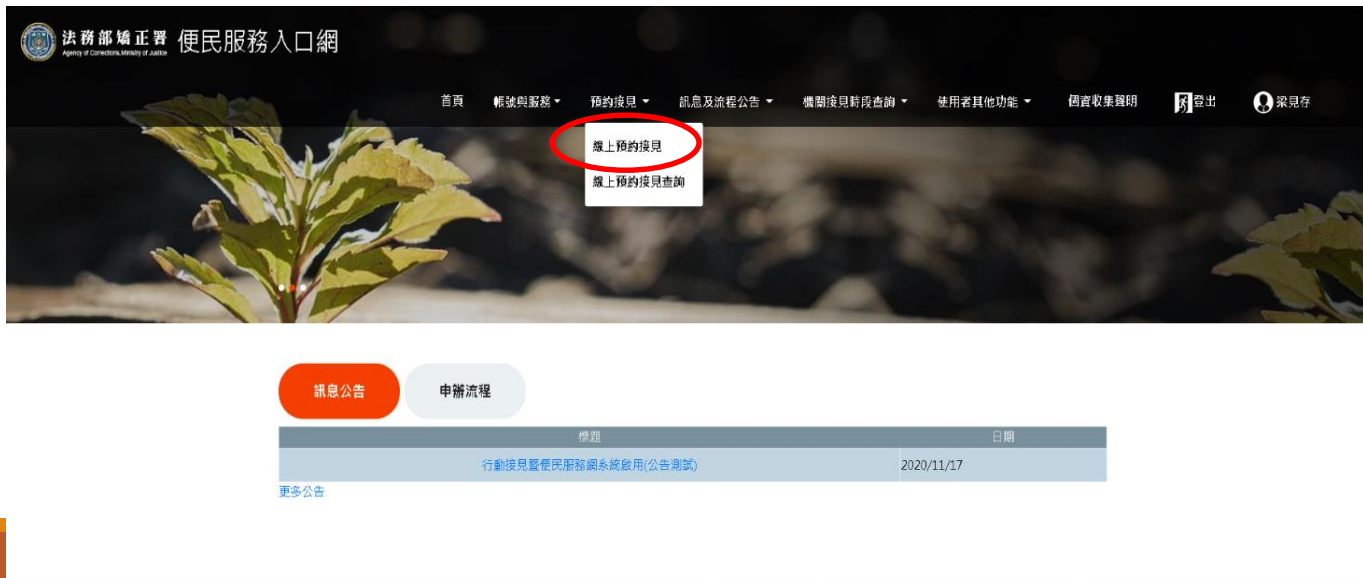 法務部矯正署 便民服務入口網
Agency of Corrections,Ministry of Justice
首頁 帳號與服務 預約接見 訊息及流程公告 機關接見時段查詢 使用者其他功能 個資收集聲明 登出 梁見存
線上預約接見
線上預約接見查詢
訊息公告 申辦流程
標題 日期
行動接見暨便民服務網系統啟用(公告測試) 2020/11/17
更多公告